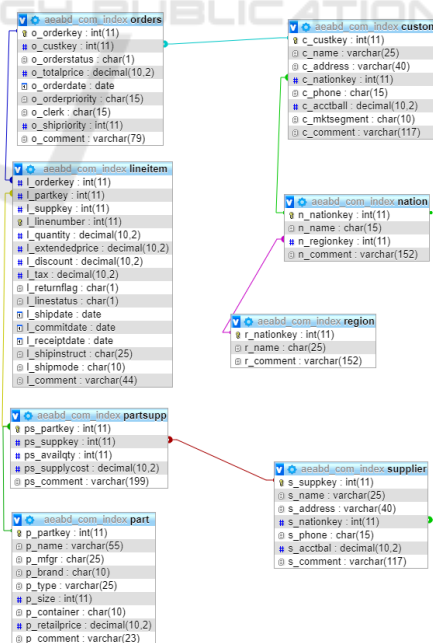 aeabd_com_index orders
o_orderkey : int(11)
# o_custkey : int(11)
o_orderstatus : char(1)
# o_totalprice : decimal(10,2)
o_orderdate : date
o_orderpriority : char(15)
o_clerk : char(15)
# o_shipriority : int(11)
o_comment : varchar(79)
aeabd_com_index lineitem
# l_orderkey : int(11)
# l_partkey : int(11)
# l_suppkey : int(11)
l_linenumber : int(11)
# l_quantity : decimal(10,2)
# l_extendedprice : decimal(10,2)
# l_discount : decimal(10,2)
# l_tax : decimal(10,2)
l_returnflag : char(1)
l_linestatus : char(1)
l_shipdate : date
l_commitdate : date
l_receiptdate : date
l_shipinstruct : char(25)
l_shipmode : char(10)
l_comment : varchar(44)
aeabd_com_index partsupp
ps_partkey : int(11)
# ps_suppkey : int(11)
# ps_availqty : int(11)
# ps_supplycost : decimal(10,2)
ps_comment : varchar(199)
aeabd_com_index part
p_partkey : int(11)
p_name : varchar(55)
p_mfgr : char(25)
p_brand : char(10)
p_type : varchar(25)
# p_size : int(11)
p_container : char(10)
# p_retailprice : decimal(10,2)
p_comment : varchar(23)
aeabd_com_index custon
c_custkey : int(11)
c_name : varchar(25)
c_address : varchar(40)
# c_nationkey : int(11)
c_phone : char(15)
# c_acctball : decimal(10,2)
c_mktsegment : char(10)
c_comment : varchar(117)
aeabd_com_index nation
n_nationkey : int(11)
n_name : char(15)
# n_regionkey : int(11)
n_comment : varchar(152)
aeabd_com_index region
r_nationkey : int(11)
r_name : char(25)
r_comment : varchar(152)
aeabd_com_index supplier
s_suppkey : int(11)
s_name : varchar(25)
s_address : varchar(40)
# s_nationkey : int(11)
s_phone : char(15)
# s_acctbal : decimal(10,2)
s_comment : varchar(117)